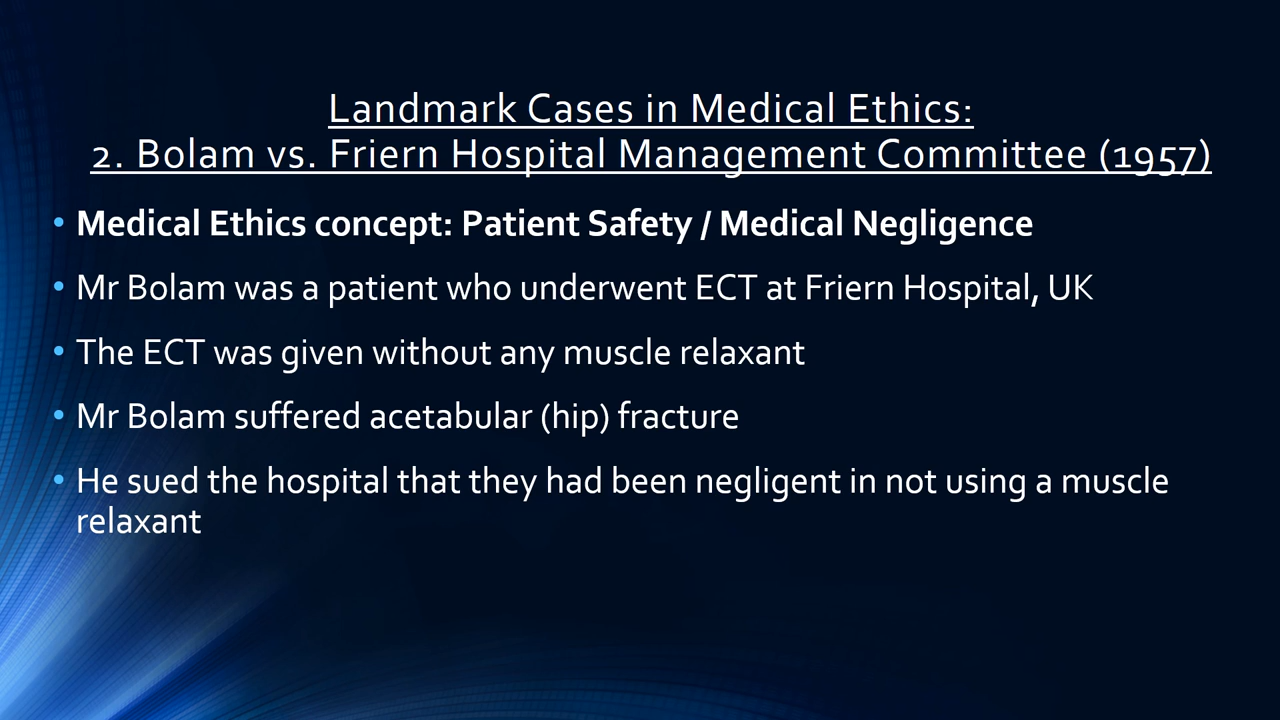 Landmark Cases in Medical Ethics:
2. Bolam vs. Friern Hospital Management Committee (1957)
• Medical Ethics concept: Patient Safety / Medical Negligence
• Mr Bolam was a patient who underwent ECT at Friern Hospital, UK
• The ECT was given without any muscle relaxant
• Mr Bolam suffered acetabular (hip) fracture
• He sued the hospital that they had been negligent in not using a muscle
relaxant